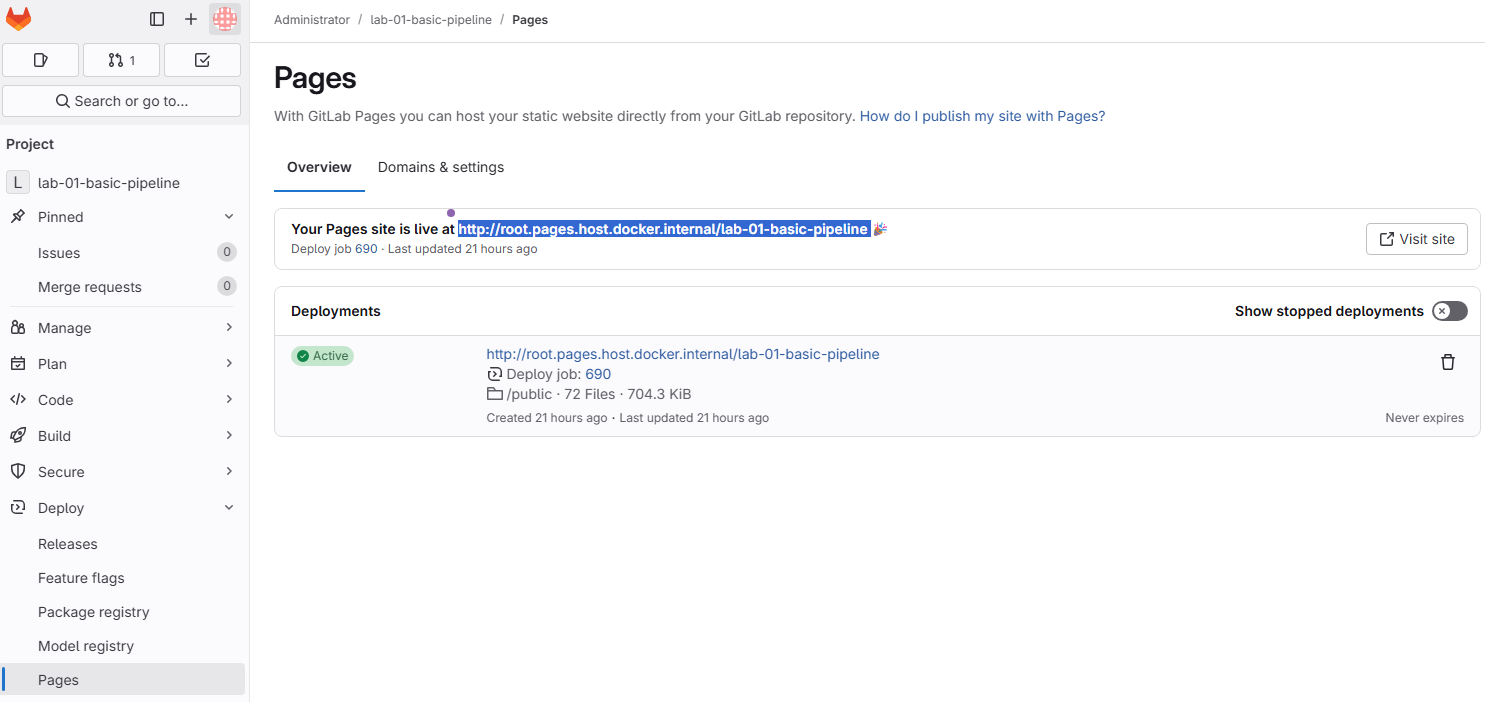 Administrator / lab-01-basic-pipeline / Pages
1
Search or go to...
Project
L lab-01-basic-pipeline
Pinned
Issues 0
Merge requests 0
Manage
Plan
Code
Build
Secure
Deploy
Releases
Feature flags
Package registry
Model registry
Pages
Pages
With GitLab Pages you can host your static website directly from your GitLab repository. How do I publish my site with Pages?
Overview Domains & settings
Your Pages site is live at http://root.pages.host.docker.internal/lab-01-basic-pipeline 🎉
Deploy job 690 · Last updated 21 hours ago
Visit site
Deployments Show stopped deployments
Active
http://root.pages.host.docker.internal/lab-01-basic-pipeline
Deploy job: 690
/public · 72 Files · 704.3 KiB
Created 21 hours ago · Last updated 21 hours ago Never expires